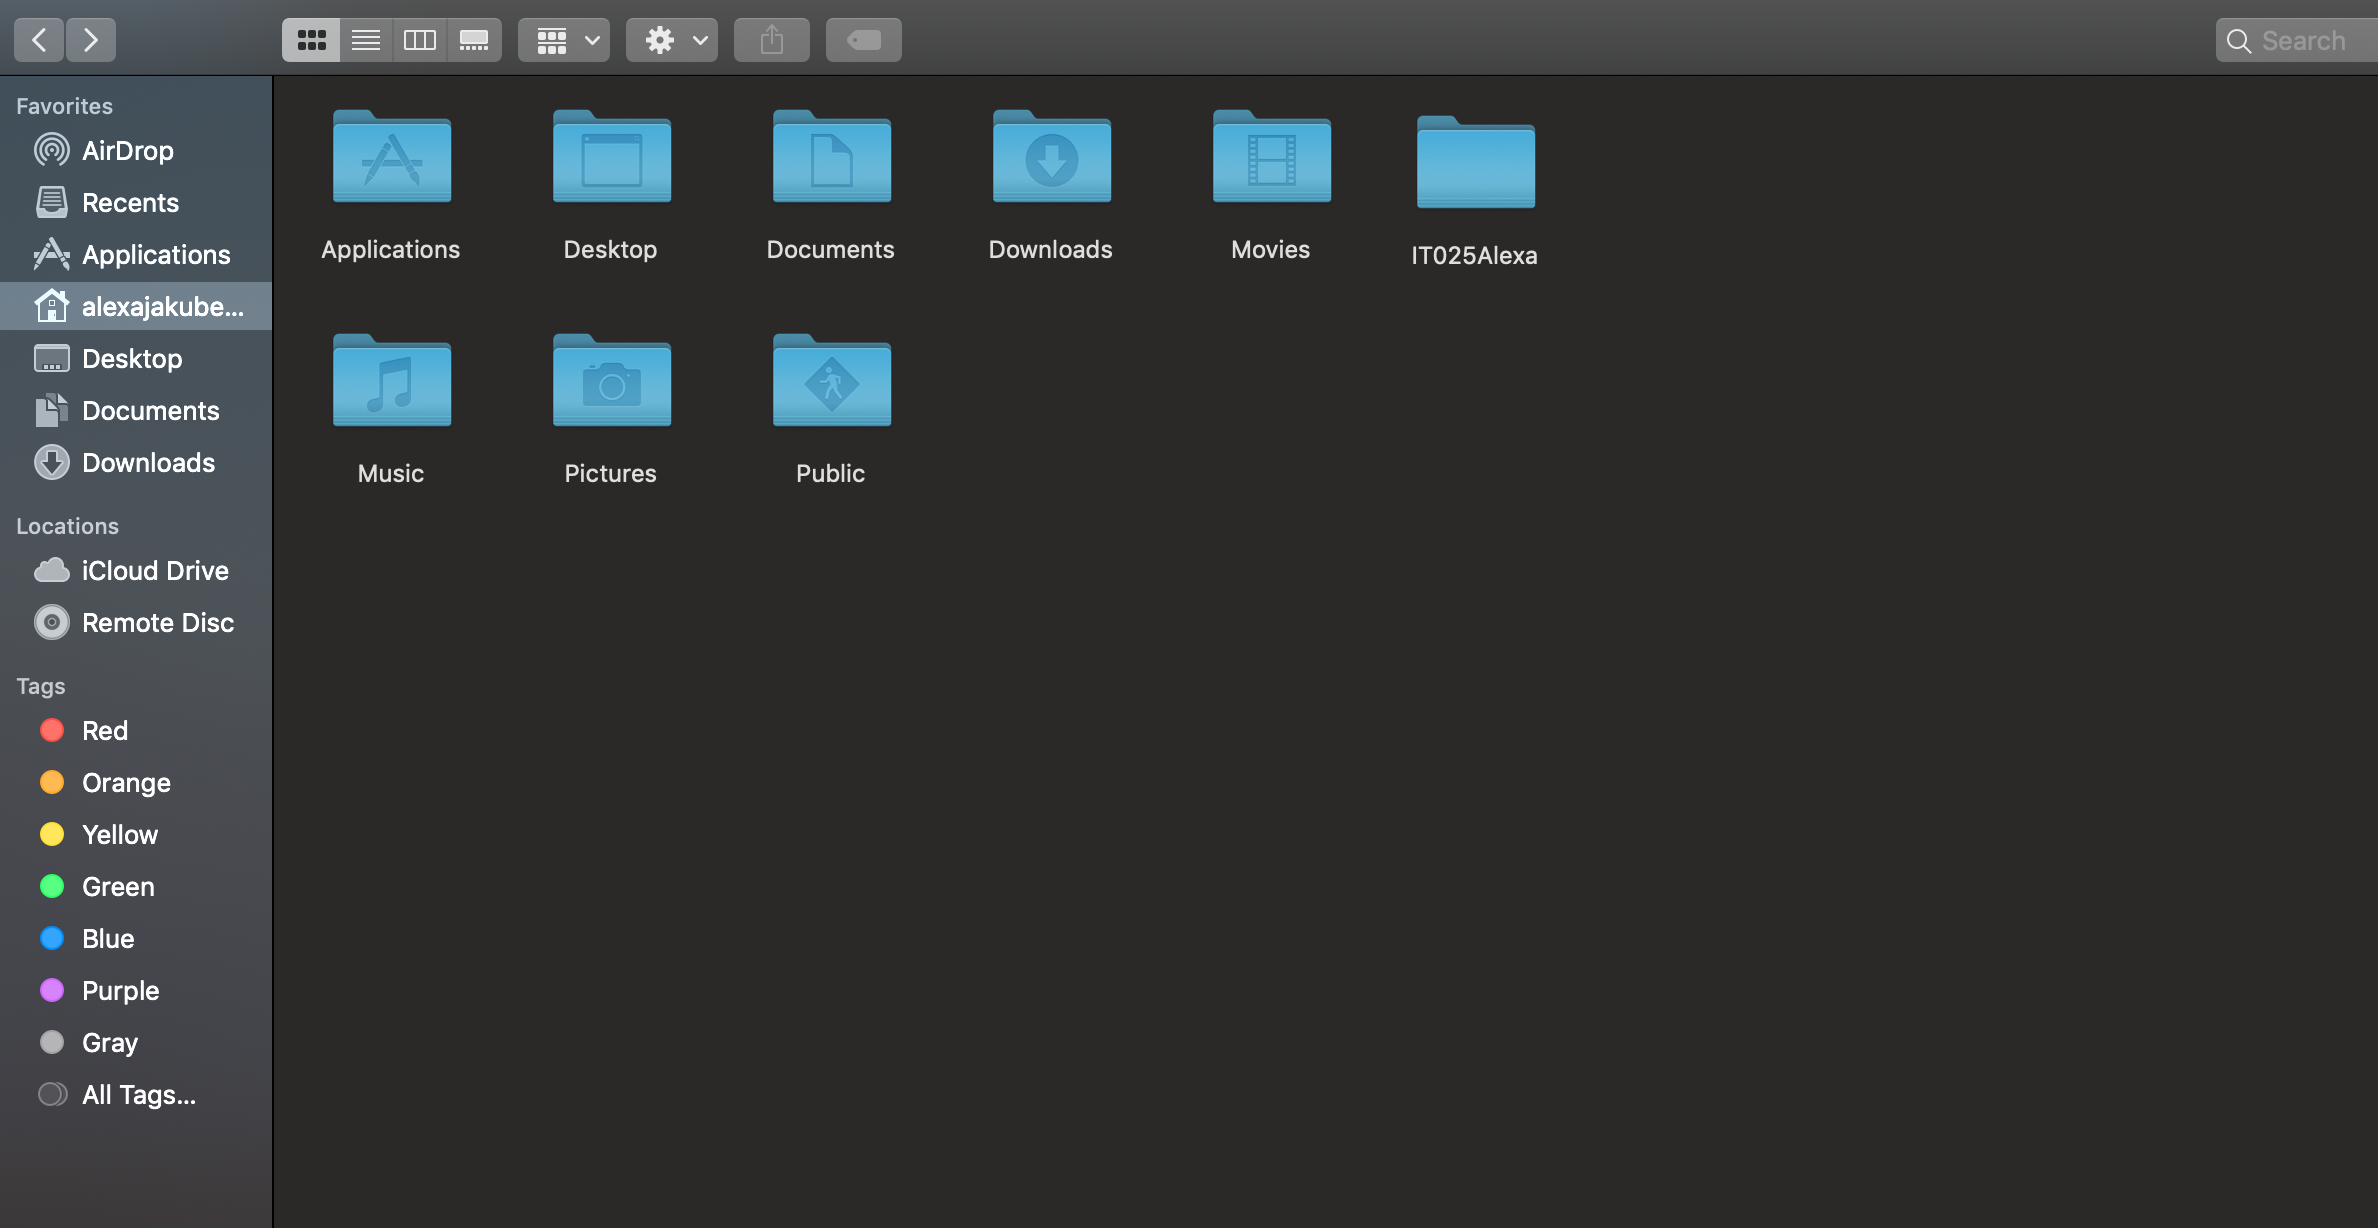 Search
Favorites
AirDrop
Recents
Applications
alexajakube...
Desktop
Documents
Downloads
Locations
iCloud Drive
Remote Disc
Tags
Red
Orange
Yellow
Green
Blue
Purple
Gray
All Tags...
Applications
Desktop
Documents
Downloads
Movies
IT025Alexa
Music
Pictures
Public